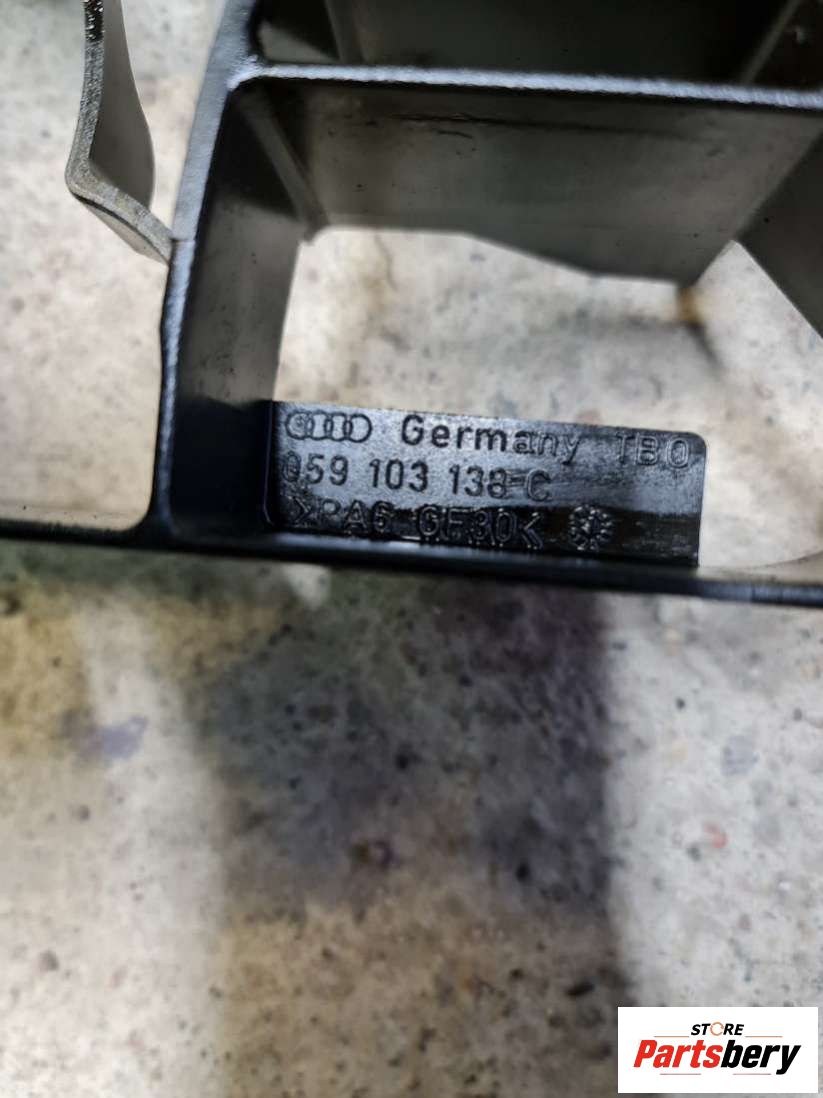 Germany TBO
059 103 138 C
>PA6 GF30<
STORE
Partsbery